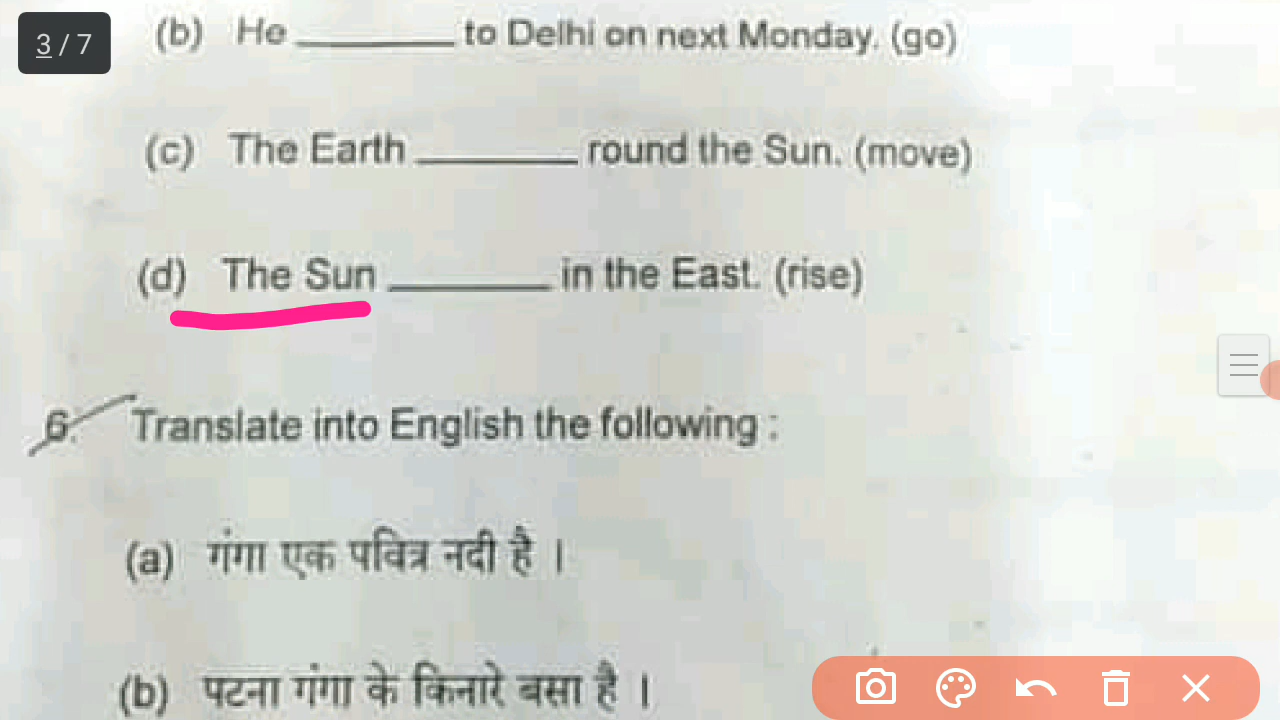 3 / 7
(b) He ________ to Delhi on next Monday. (go)
(c) The Earth ________ round the Sun. (move)
(d) The Sun ________ in the East. (rise)
6. Translate into English the following :
(a) गंगा एक पवित्र नदी है ।
(b) पटना गंगा के किनारे बसा है ।